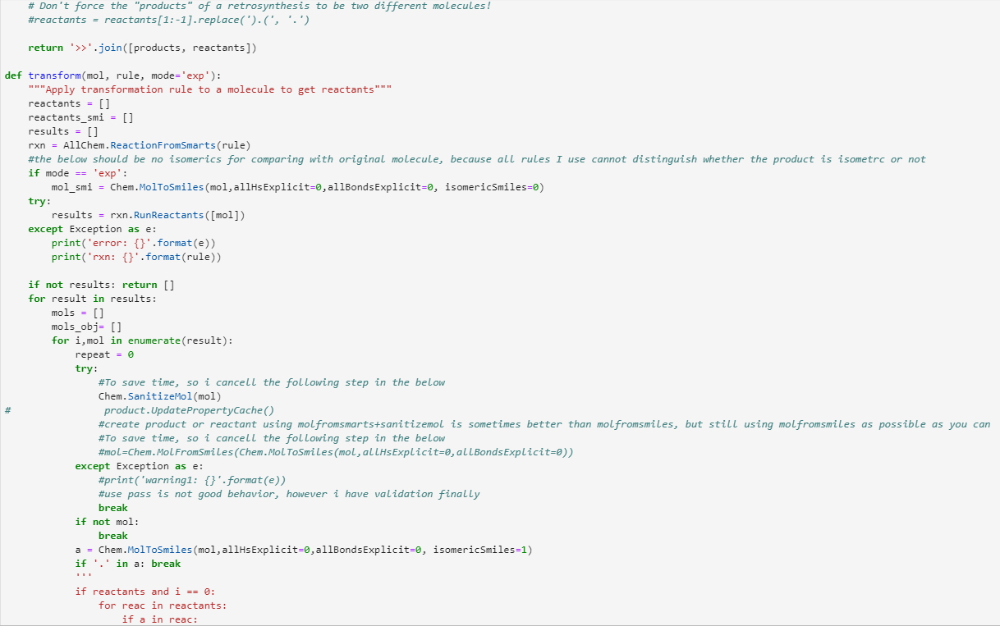 # Don't force the "products" of a retrosynthesis to be two different molecules!
#reactants = reactants[1:-1].replace(').(', '.')
return '>>'.join([products, reactants])
def transform(mol, rule, mode='exp'):
"""Apply transformation rule to a molecule to get reactants"""
reactants = []
reactants_smi = []
results = []
rxn = AllChem.ReactionFromSmarts(rule)
#the below should be no isomerics for comparing with original molecule, because all rules I use cannot distinguish whether the product is isometrc or not
if mode == 'exp':
mol_smi = Chem.MolToSmiles(mol,allHsExplicit=0,allBondsExplicit=0, isomericSmiles=0)
try:
results = rxn.RunReactants([mol])
except Exception as e:
print('error: {}'.format(e))
print('rxn: {}'.format(rule))
if not results: return []
for result in results:
mols = []
mols_obj= []
for i,mol in enumerate(result):
repeat = 0
try:
#To save time, so i cancell the following step in the below
Chem.SanitizeMol(mol)
# product.UpdatePropertyCache()
#create product or reactant using molfromsmarts+sanitizemol is sometimes better than molfromsmiles, but still using molfromsmiles as possible as you can
#To save time, so i cancell the following step in the below
#mol=Chem.MolFromSmiles(Chem.MolToSmiles(mol,allHsExplicit=0,allBondsExplicit=0))
except Exception as e:
#print('warning1: {}'.format(e))
#use pass is not good behavior, however i have validation finally
break
if not mol:
break
a = Chem.MolToSmiles(mol,allHsExplicit=0,allBondsExplicit=0, isomericSmiles=1)
if '.' in a: break
'''
if reactants and i == 0:
for reac in reactants:
if a in reac: